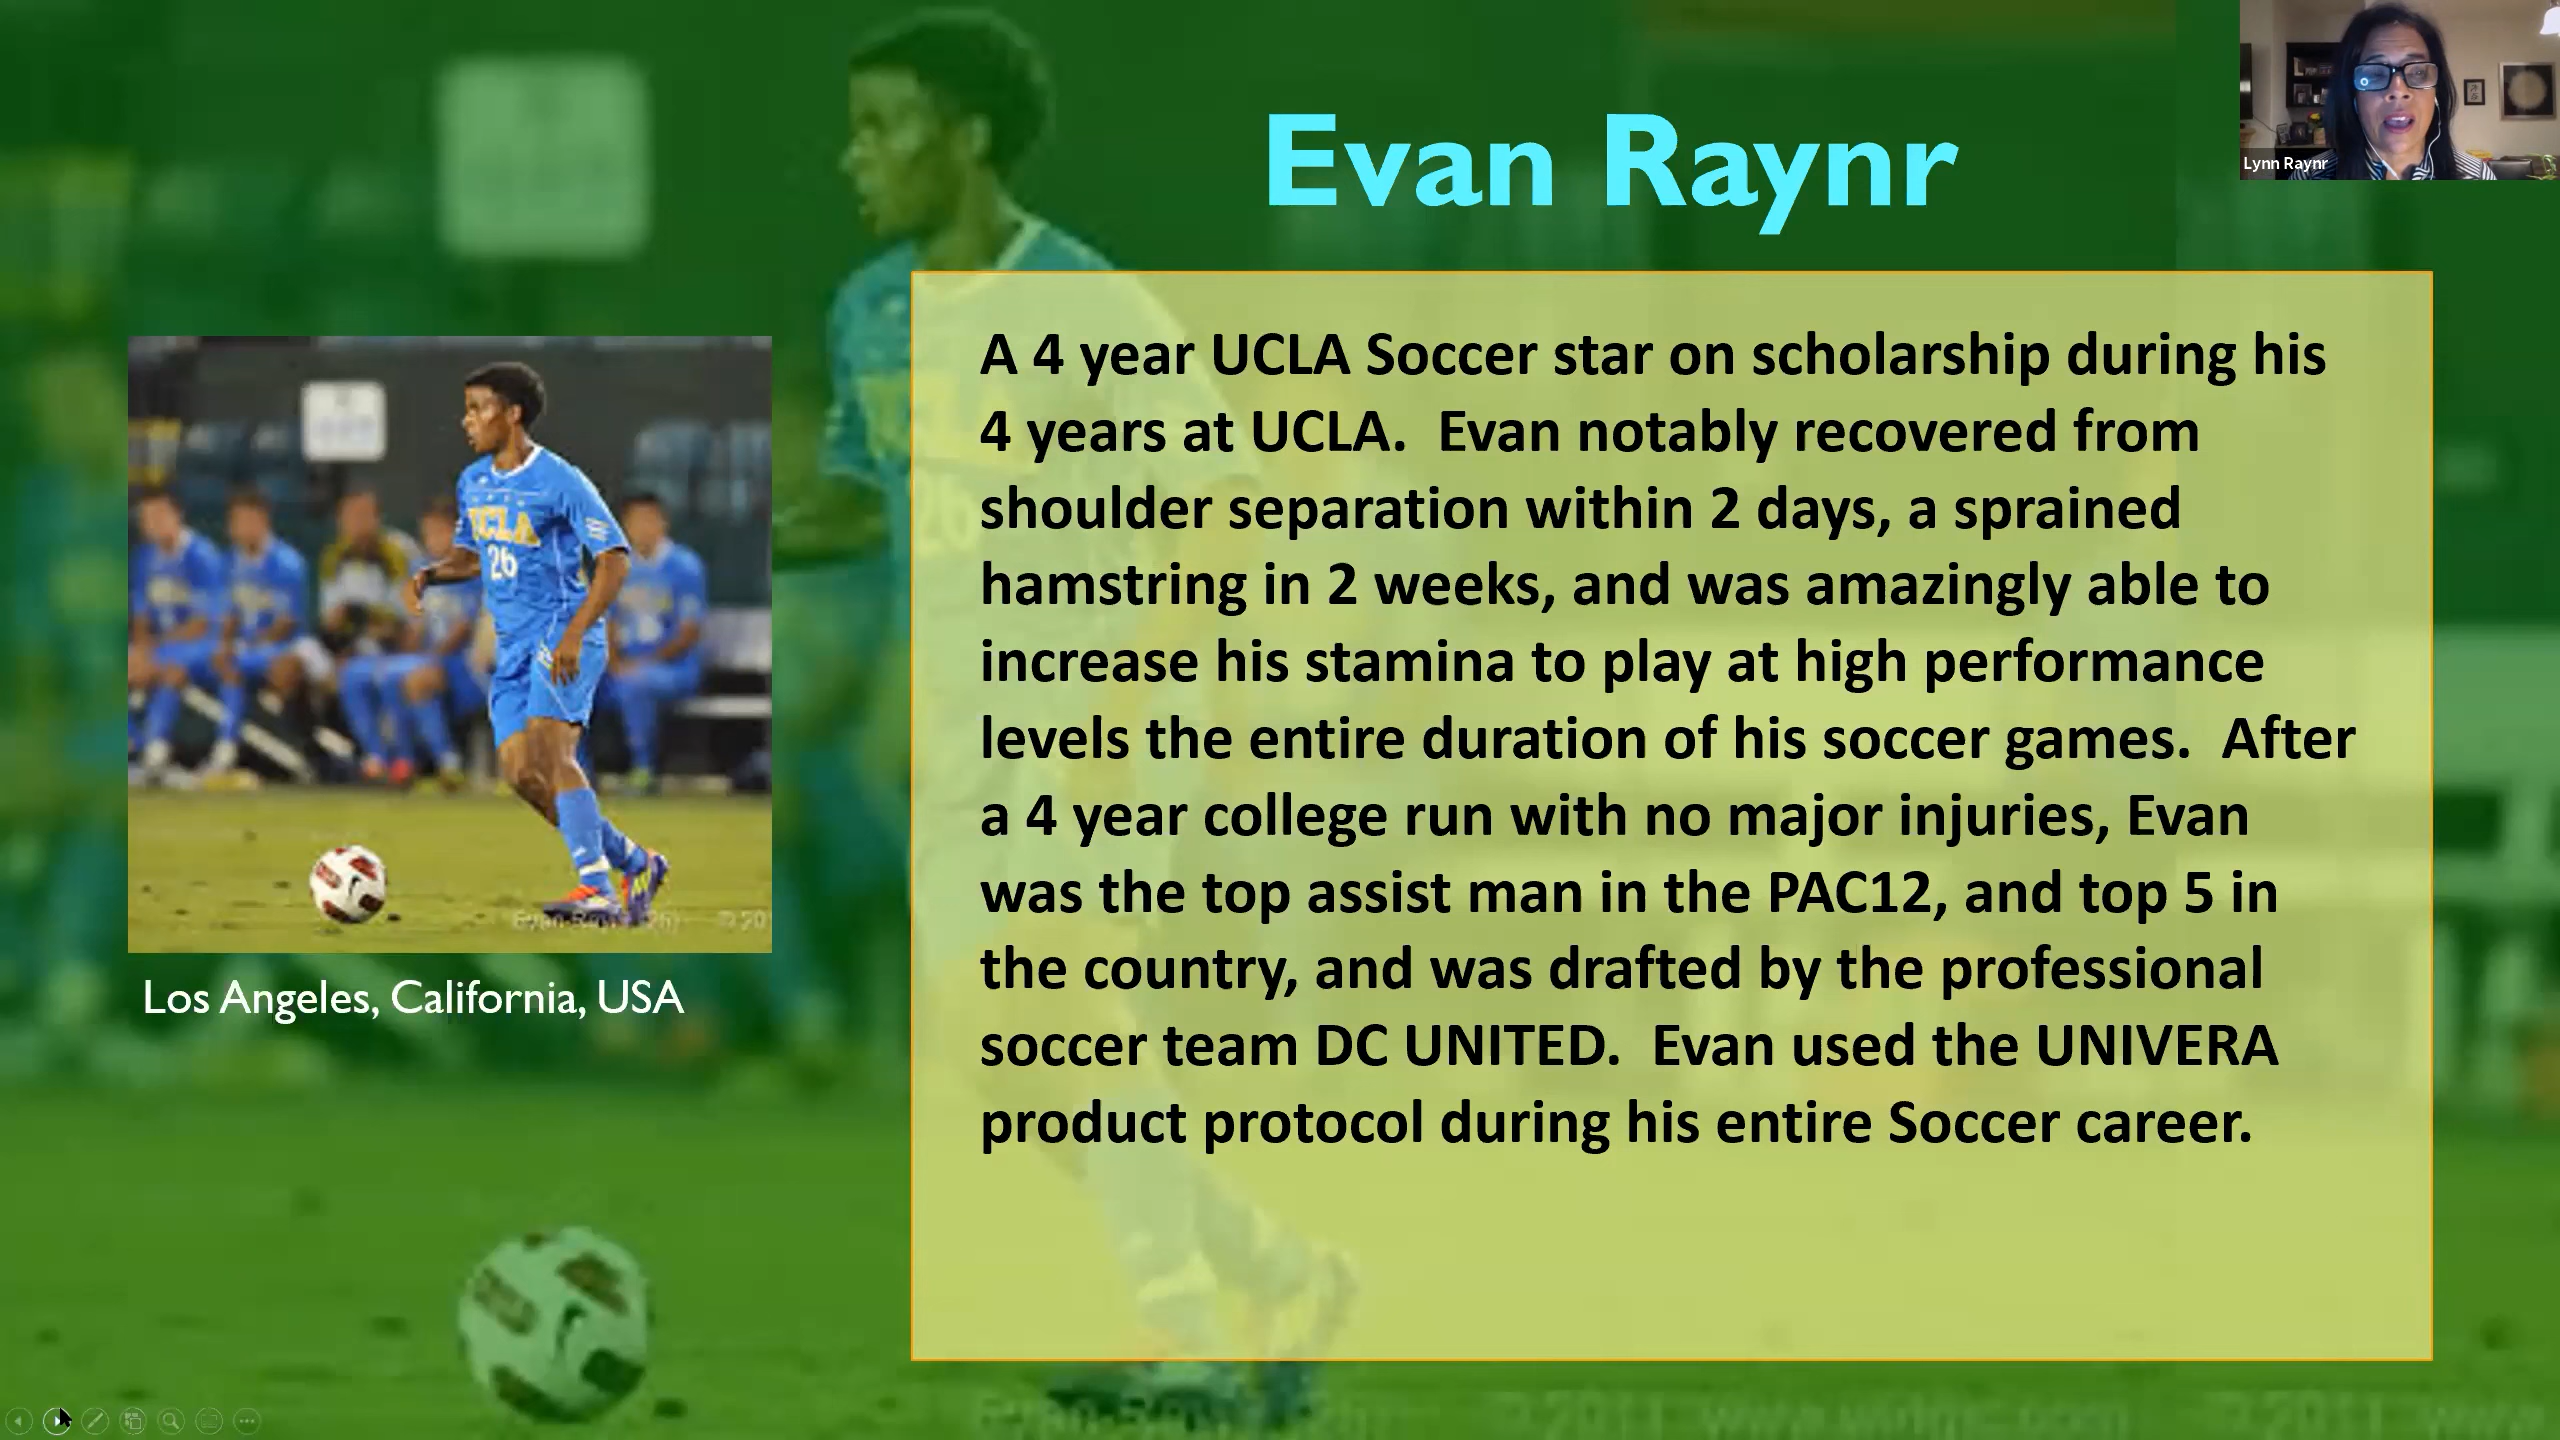 Evan Raynr
Lynn Raynr
A 4 year UCLA Soccer star on scholarship during his
4 years at UCLA.  Evan notably recovered from
shoulder separation within 2 days, a sprained
hamstring in 2 weeks, and was amazingly able to
increase his stamina to play at high performance
levels the entire duration of his soccer games.  After
a 4 year college run with no major injuries, Evan
was the top assist man in the PAC12, and top 5 in
the country, and was drafted by the professional
soccer team DC UNITED.  Evan used the UNIVERA
product protocol during his entire Soccer career.
UCLA
26
Los Angeles, California, USA